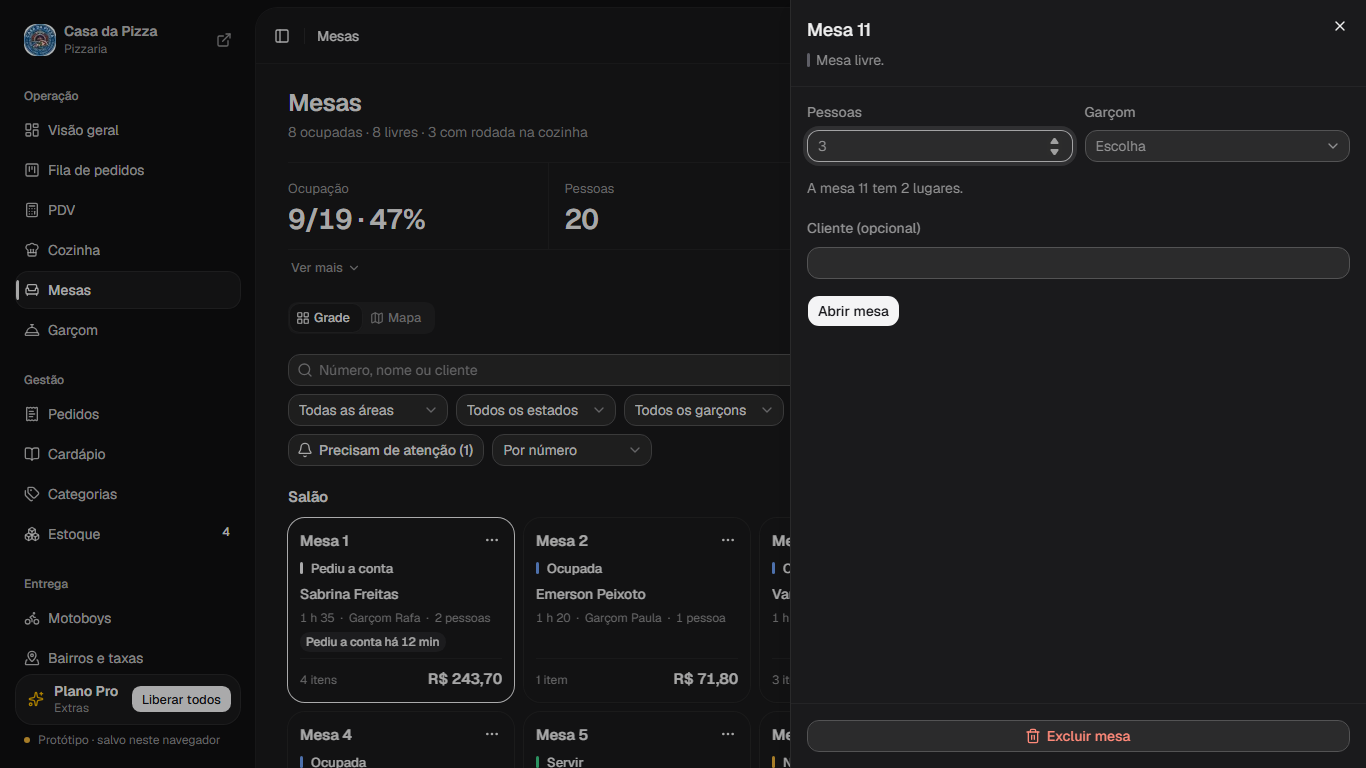 Casa da Pizza
Pizzaria
Operação
Visão geral
Fila de pedidos
PDV
Cozinha
Mesas
Garçom
Gestão
Pedidos
Cardápio
Categorias
Estoque 4
Entrega
Motoboys
Bairros e taxas
Plano Pro
Extras
Liberar todos
Protótipo · salvo neste navegador
Mesas
Mesas
8 ocupadas · 8 livres · 3 com rodada na cozinha
Ocupação
9/19 · 47%
Pessoas
20
Ver mais
Grade Mapa
Número, nome ou cliente
Todas as áreas Todos os estados Todos os garçons
Precisam de atenção (1) Por número
Salão
Mesa 1 ...
Pediu a conta
Sabrina Freitas
1 h 35 · Garçom Rafa · 2 pessoas
Pediu a conta há 12 min
4 itens R$ 243,70
Mesa 2 ...
Ocupada
Emerson Peixoto
1 h 20 · Garçom Paula · 1 pessoa
1 item R$ 71,80
Mesa 4 ...
Ocupada
Mesa 5 ...
Servir
Mesa 11
Mesa livre.
Pessoas
3
Garçom
Escolha
A mesa 11 tem 2 lugares.
Cliente (opcional)
Abrir mesa
Excluir mesa